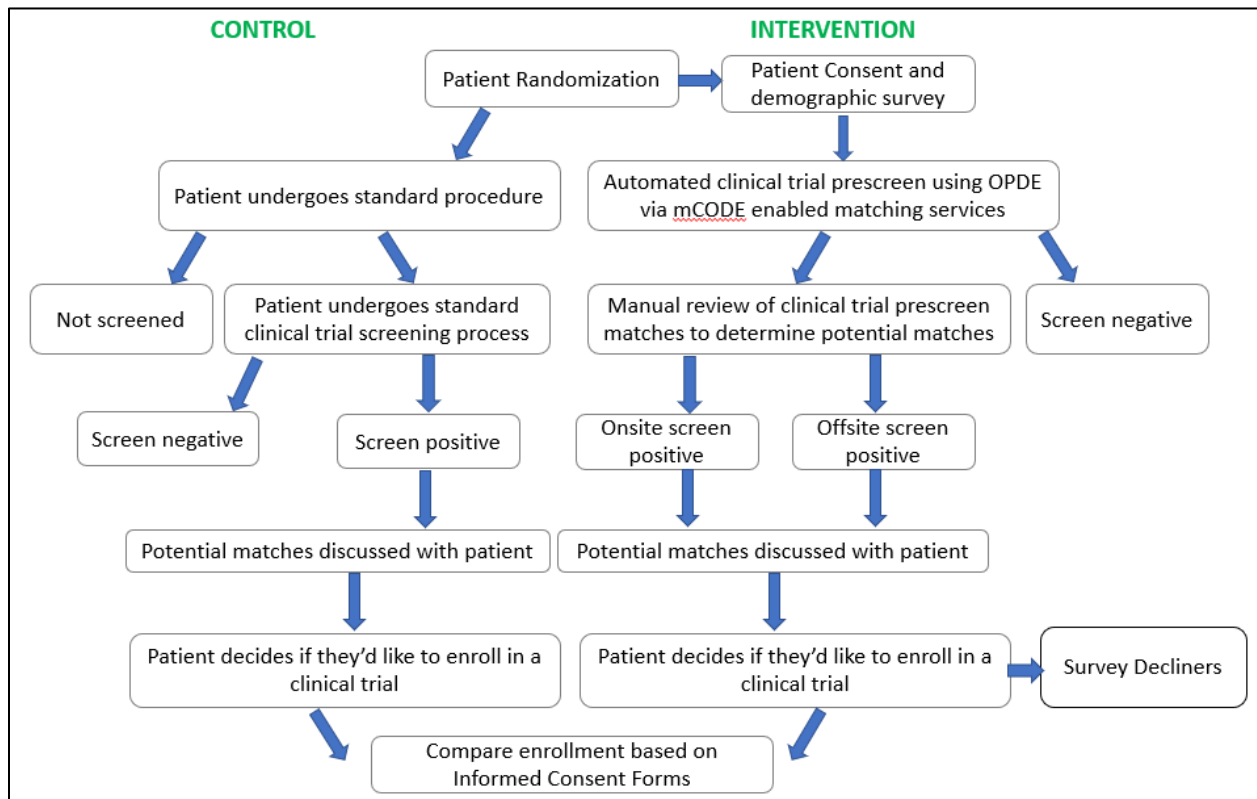 CONTROL
INTERVENTION
Patient Randomization
Patient Consent and
demographic survey
Patient undergoes standard procedure
Automated clinical trial prescreen using OPDE
via mCODE enabled matching services
Not screened
Patient undergoes standard
clinical trial screening process
Manual review of clinical trial prescreen
matches to determine potential matches
Screen negative
Screen negative
Screen positive
Onsite screen
positive
Offsite screen
positive
Potential matches discussed with patient
Potential matches discussed with patient
Patient decides if they'd like to enroll in a
clinical trial
Patient decides if they'd like to enroll in a
clinical trial
Survey Decliners
Compare enrollment based on
Informed Consent Forms